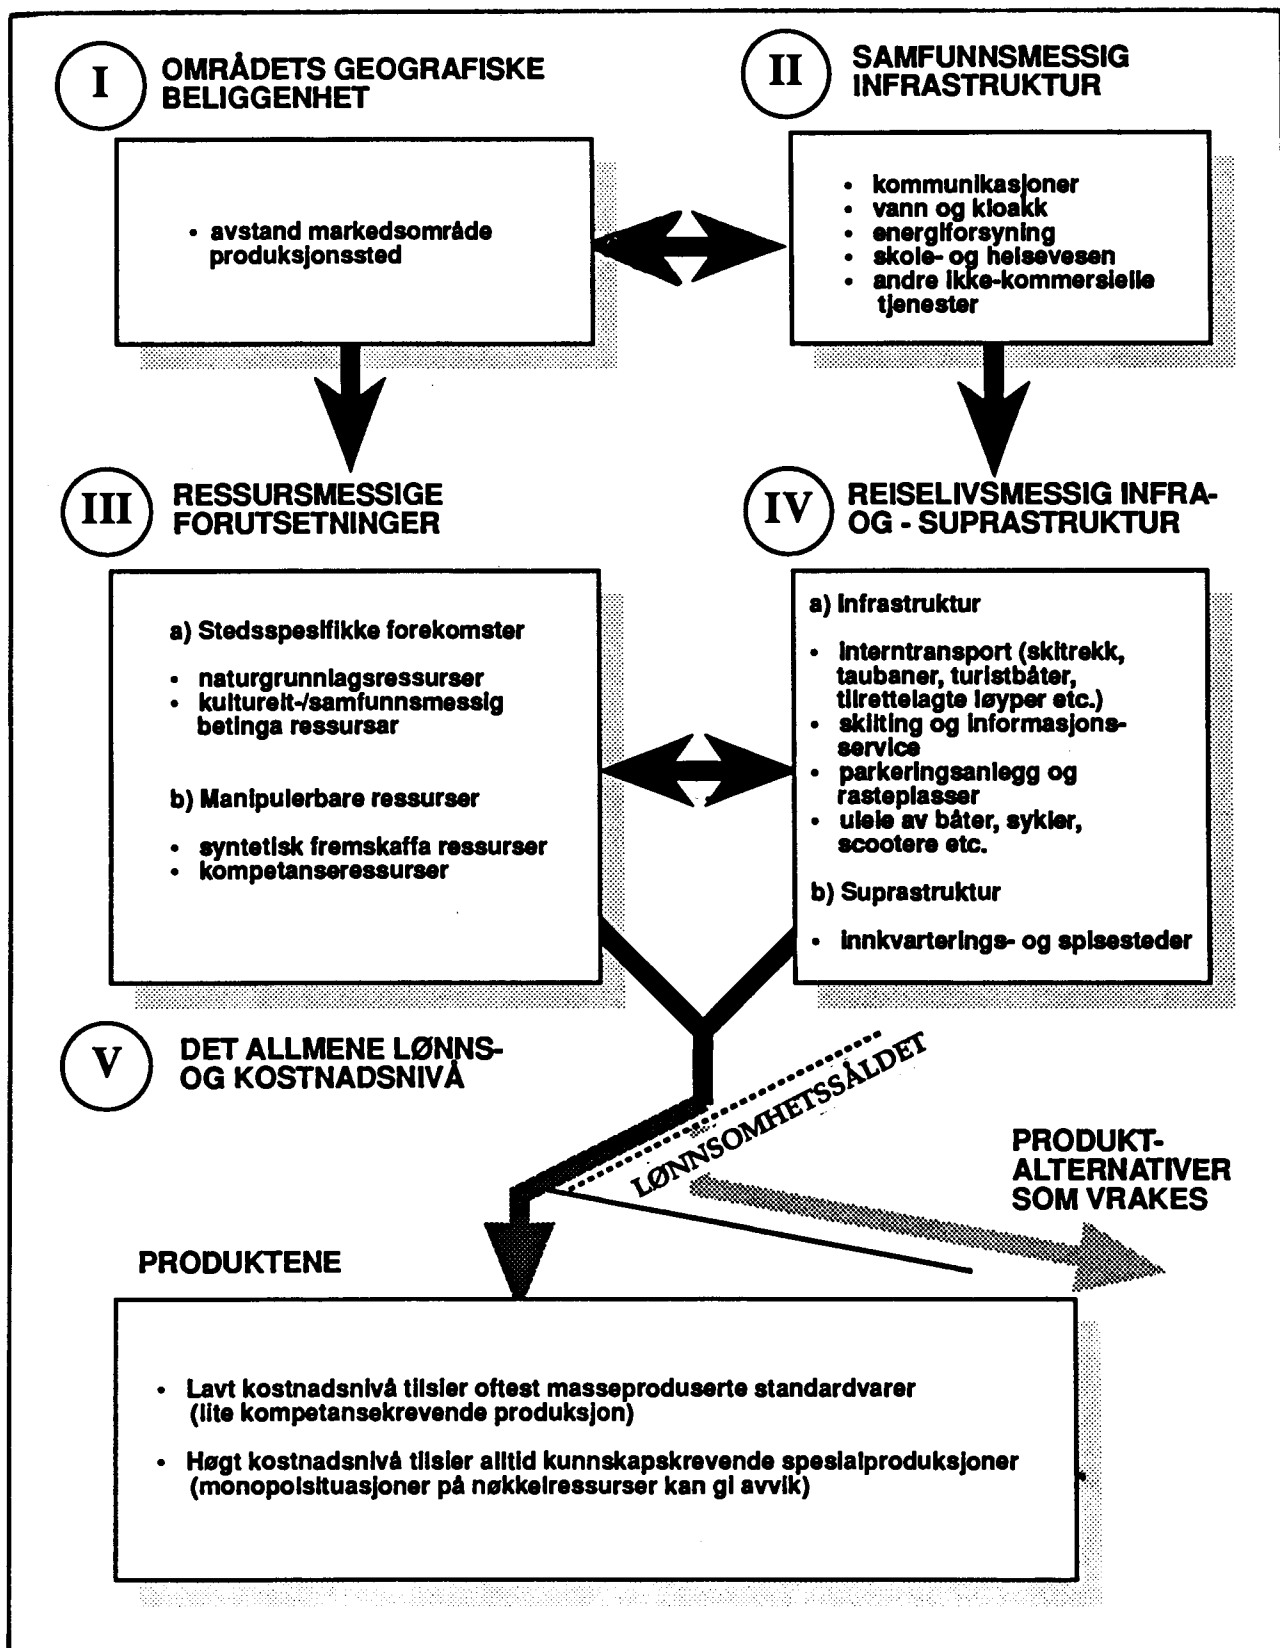 I
OMRÅDETS GEOGRAFISKE
BELIGGENHET
• avstand markedsområde
produksjonssted
II
SAMFUNNSMESSIG
INFRASTRUKTUR
• kommunikasjoner
• vann og kloakk
• energiforsyning
• skole- og helsevesen
• andre ikke-kommersielle
tjenester
III
RESSURSMESSIGE
FORUTSETNINGER
a) Stedsspesifikke forekomster
• naturgrunnlagsressurser
• kulturelt-/samfunnsmessig
betinga ressursar
b) Manipulerbare ressurser
• syntetisk fremskaffa ressurser
• kompetanseressurser
IV
REISELIVSMESSIG INFRA-
OG - SUPRASTRUKTUR
a) Infrastruktur
• interntransport (skitrekk,
taubaner, turistbåter,
tilrettelagte løyper etc.)
• skilting og informasjons-
service
• parkeringsanlegg og
rasteplasser
• uleie av båter, sykler,
scootere etc.
b) Suprastruktur
• innkvarterings- og spisesteder
V
DET ALLMENE LØNNS-
OG KOSTNADSNIVÅ
LØNNSOMHETSSÅLDET
PRODUKT-
ALTERNATIVER
SOM VRAKES
PRODUKTENE
• Lavt kostnadsnivå tilsier oftest masseproduserte standardvarer
(lite kompetansekrevende produksjon)
• Høgt kostnadsnivå tilsier alltid kunnskapskrevende spesialproduksjoner
(monopolsituasjoner på nøkkelressurser kan gi avvik)